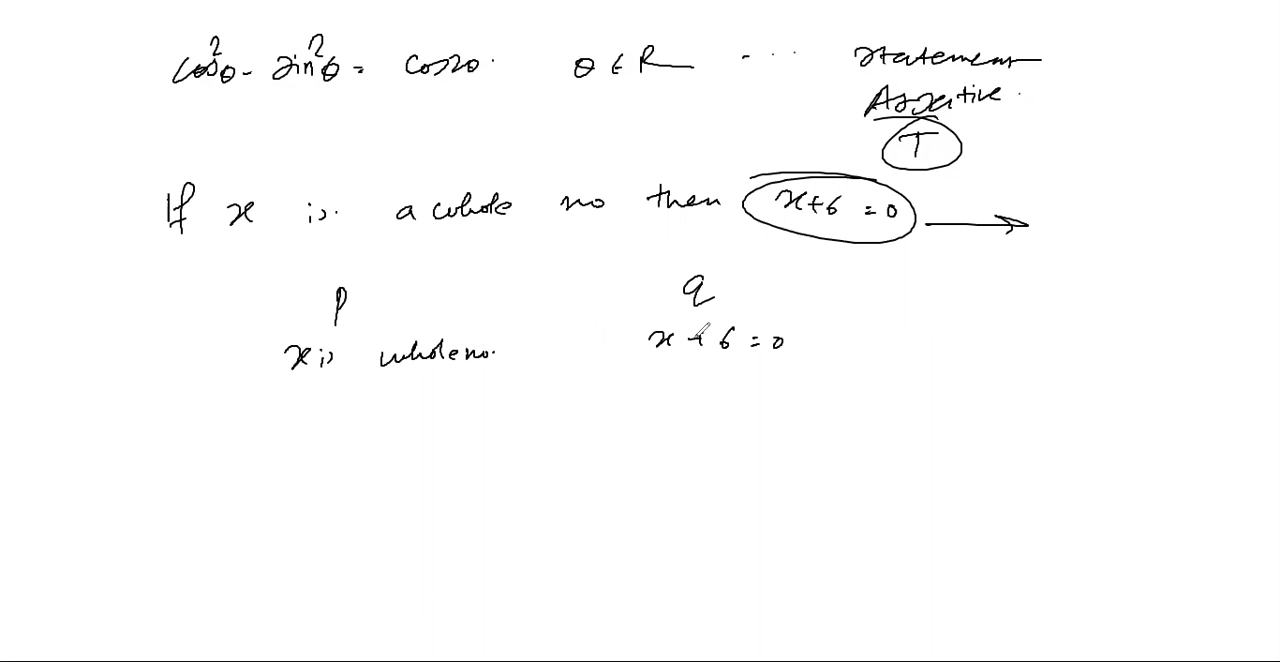 cos²θ - sin²θ = cos2θ. θ ∈ R - ... statement
Assertive.
T
If x is a whole no then x+6 = 0 →
p q
x is whole no. x + 6 = 0